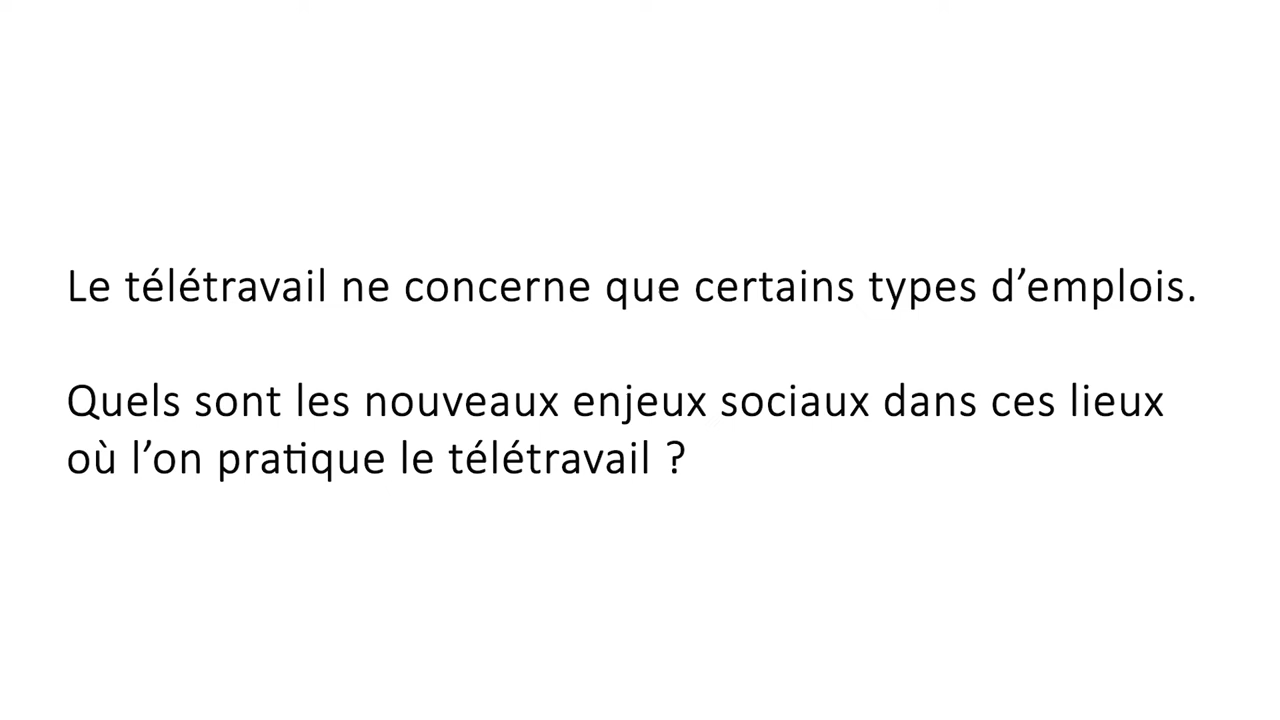 Le télétravail ne concerne que certains types d’emplois.
Quels sont les nouveaux enjeux sociaux dans ces lieux
où l’on pratique le télétravail ?